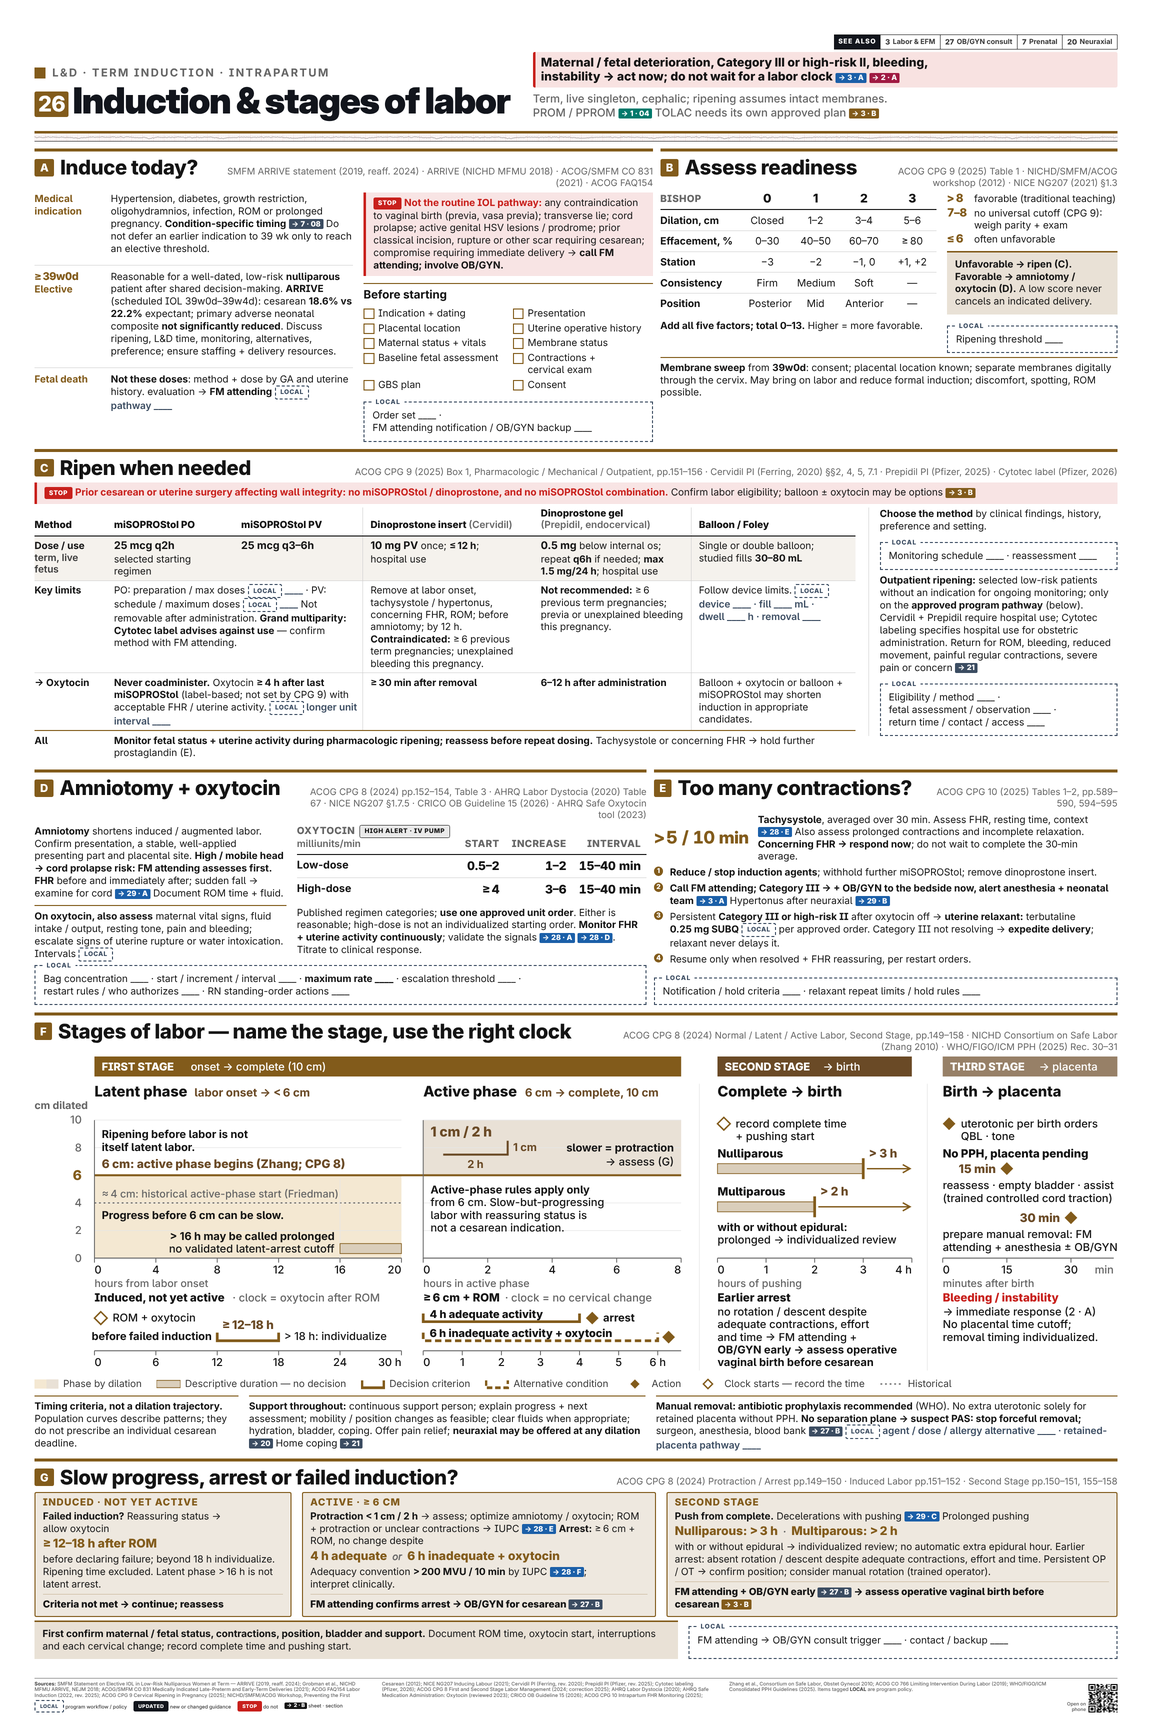 SEE ALSO 3 Labor & EFM 27 OB/GYN consult 7 Prenatal 20 Neuraxial
L&D · TERM INDUCTION · INTRAPARTUM
26 Induction & stages of labor
Maternal / fetal deterioration, Category III or high-risk II, bleeding,
instability → act now; do not wait for a labor clock → 3 · A → 2 · A
Term, live singleton, cephalic; ripening assumes intact membranes.
PROM / PPROM → 1 · 04 TOLAC needs its own approved plan → 3 · B
A Induce today?
SMFM ARRIVE statement (2019, reaff. 2024) · ARRIVE (NICHD MFMU 2018) · ACOG/SMFM CO 831
(2021) · ACOG FAQ154
Medical
indication
Hypertension, diabetes, growth restriction,
oligohydramnios, infection, ROM or prolonged
pregnancy. Condition-specific timing → 7 · 08 Do
not defer an earlier indication to 39 wk only to reach
an elective threshold.
≥ 39w0d
Elective
Reasonable for a well-dated, low-risk nulliparous
patient after shared decision-making. ARRIVE
(scheduled IOL 39w0d–39w4d): cesarean 18.6% vs
22.2% expectant; primary adverse neonatal
composite not significantly reduced. Discuss
ripening, L&D time, monitoring, alternatives,
preference; ensure staffing + delivery resources.
Fetal death
Not these doses: method + dose by GA and uterine
history. evaluation → FM attending LOCAL
pathway ____
STOP Not the routine IOL pathway: any contraindication
to vaginal birth (previa, vasa previa); transverse lie; cord
prolapse; active genital HSV lesions / prodrome; prior
classical incision, rupture or other scar requiring cesarean;
compromise requiring immediate delivery → call FM
attending; involve OB/GYN.
Before starting
Indication + dating
Presentation
Placental location
Uterine operative history
Maternal status + vitals
Membrane status
Baseline fetal assessment
Contractions +
cervical exam
GBS plan
Consent
LOCAL
Order set ____ ·
FM attending notification / OB/GYN backup ____
B Assess readiness
ACOG CPG 9 (2025) Table 1 · NICHD/SMFM/ACOG
workshop (2012) · NICE NG207 (2021) §1.3
BISHOP 0 1 2 3
Dilation, cm Closed 1–2 3–4 5–6
Effacement, % 0–30 40–50 60–70 ≥ 80
Station −3 −2 −1, 0 +1, +2
Consistency Firm Medium Soft —
Position Posterior Mid Anterior —
Add all five factors; total 0–13. Higher = more favorable.
> 8 favorable (traditional teaching)
7–8 no universal cutoff (CPG 9):
weigh parity + exam
≤ 6 often unfavorable
Unfavorable → ripen (C).
Favorable → amniotomy /
oxytocin (D). A low score never
cancels an indicated delivery.
LOCAL
Ripening threshold ____
Membrane sweep from 39w0d: consent; placental location known; separate membranes digitally
through the cervix. May bring on labor and reduce formal induction; discomfort, spotting, ROM
possible.
C Ripen when needed
ACOG CPG 9 (2025) Box 1, Pharmacologic / Mechanical / Outpatient, pp.151–156 · Cervidil PI (Ferring, 2020) §§2, 4, 5, 7.1 · Prepidil PI (Pfizer, 2025) · Cytotec label (Pfizer, 2026)
STOP Prior cesarean or uterine surgery affecting wall integrity: no miSOPROStol / dinoprostone, and no miSOPROStol combination. Confirm labor eligibility; balloon ± oxytocin may be options → 3 · B
Method miSOPROStol PO miSOPROStol PV Dinoprostone insert (Cervidil) Dinoprostone gel
(Prepidil, endocervical) Balloon / Foley
Dose / use
term, live
fetus
25 mcg q2h
selected starting
regimen
25 mcg q3–6h
10 mg PV once; ≤ 12 h;
hospital use
0.5 mg below internal os;
repeat q6h if needed; max
1.5 mg/24 h; hospital use
Single or double balloon;
studied fills 30–80 mL
Key limits
PO: preparation / max doses LOCAL ____ · PV:
schedule / maximum doses LOCAL ____ Not
removable after administration. Grand multiparity:
Cytotec label advises against use — confirm
method with FM attending.
Remove at labor onset,
tachysystole / hypertonus,
concerning FHR, ROM; before
amniotomy; by 12 h.
Contraindicated: ≥ 6 previous
term pregnancies; unexplained
bleeding this pregnancy.
Not recommended: ≥ 6
previous term pregnancies;
previa or unexplained bleeding
this pregnancy.
Follow device limits. LOCAL
device ____ · fill ____ mL ·
dwell ____ h · removal ____
→ Oxytocin
Never coadminister. Oxytocin ≥ 4 h after last
miSOPROStol (label-based; not set by CPG 9) with
acceptable FHR / uterine activity. LOCAL longer unit
interval ____
≥ 30 min after removal
6–12 h after administration
Balloon + oxytocin or balloon +
miSOPROStol may shorten
induction in appropriate
candidates.
All
Monitor fetal status + uterine activity during pharmacologic ripening; reassess before repeat dosing. Tachysystole or concerning FHR → hold further
prostaglandin (E).
Choose the method by clinical findings, history,
preference and setting.
LOCAL
Monitoring schedule ____ · reassessment ____
Outpatient ripening: selected low-risk patients
without an indication for ongoing monitoring; only
on the approved program pathway (below).
Cervidil + Prepidil require hospital use; Cytotec
labeling specifies hospital use for obstetric
administration. Return for ROM, bleeding, reduced
movement, painful regular contractions, severe
pain or concern → 21
LOCAL
Eligibility / method ____ ·
fetal assessment / observation ____ ·
return time / contact / access ____
D Amniotomy + oxytocin
ACOG CPG 8 (2024) pp.152–154, Table 3 · AHRQ Labor Dystocia (2020) Table
67 · NICE NG207 §1.7.5 · CRICO OB Guideline 15 (2026) · AHRQ Safe Oxytocin
tool (2023)
Amniotomy shortens induced / augmented labor.
Confirm presentation, a stable, well-applied
presenting part and placental site. High / mobile head
→ cord prolapse risk: FM attending assesses first.
FHR before and immediately after; sudden fall →
examine for cord → 29 · A Document ROM time + fluid.
On oxytocin, also assess maternal vital signs, fluid
intake / output, resting tone, pain and bleeding;
escalate signs of uterine rupture or water intoxication.
Intervals LOCAL
OXYTOCIN HIGH ALERT · IV PUMP
milliunits/min START INCREASE INTERVAL
Low-dose 0.5–2 1–2 15–40 min
High-dose ≥ 4 3–6 15–40 min
Published regimen categories; use one approved unit order. Either is
reasonable; high-dose is not an individualized starting order. Monitor FHR
+ uterine activity continuously; validate the signals → 28 · A → 28 · D.
Titrate to clinical response.
LOCAL
Bag concentration ____ · start / increment / interval ____ · maximum rate ____ · escalation threshold ____ ·
restart rules / who authorizes ____ · RN standing-order actions ____
E Too many contractions?
ACOG CPG 10 (2025) Tables 1–2, pp.589–
590, 594–595
>5 / 10 min
Tachysystole, averaged over 30 min. Assess FHR, resting time, context
→ 28 · E Also assess prolonged contractions and incomplete relaxation.
Concerning FHR → respond now; do not wait to complete the 30-min
average.
1 Reduce / stop induction agents; withhold further miSOPROStol; remove dinoprostone insert.
2 Call FM attending; Category III → + OB/GYN to the bedside now, alert anesthesia + neonatal
team → 3 · A Hypertonus after neuraxial → 29 · B
3 Persistent Category III or high-risk II after oxytocin off → uterine relaxant: terbutaline
0.25 mg SUBQ LOCAL per approved order. Category III not resolving → expedite delivery;
relaxant never delays it.
4 Resume only when resolved + FHR reassuring, per restart orders.
LOCAL
Notification / hold criteria ____ · relaxant repeat limits / hold rules ____
F Stages of labor — name the stage, use the right clock
ACOG CPG 8 (2024) Normal / Latent / Active Labor, Second Stage, pp.149–158 · NICHD Consortium on Safe Labor
(Zhang 2010) · WHO/FIGO/ICM PPH (2025) Rec. 30–31
FIRST STAGE onset → complete (10 cm)
SECOND STAGE → birth
THIRD STAGE → placenta
Latent phase labor onset → < 6 cm
Active phase 6 cm → complete, 10 cm
Complete → birth
Birth → placenta
cm dilated
10
8
6
4
2
0
Ripening before labor is not
itself latent labor.
6 cm: active phase begins (Zhang; CPG 8)
≈ 4 cm: historical active-phase start (Friedman)
Progress before 6 cm can be slow.
> 16 h may be called prolonged
no validated latent-arrest cutoff
0 4 8 12 16 20
hours from labor onset
1 cm / 2 h
1 cm
2 h
slower = protraction
→ assess (G)
Active-phase rules apply only
from 6 cm. Slow-but-progressing
labor with reassuring status is
not a cesarean indication.
0 2 4 6 8
hours in active phase
record complete time
+ pushing start
Nulliparous > 3 h
Multiparous > 2 h
with or without epidural:
prolonged → individualized review
0 1 2 3 4 h
hours of pushing
uterotonic per birth orders
QBL · tone
No PPH, placenta pending
15 min
reassess · empty bladder · assist
(trained controlled cord traction)
30 min
prepare manual removal: FM
attending + anesthesia ± OB/GYN
0 15 30 min
minutes after birth
Induced, not yet active · clock = oxytocin after ROM
ROM + oxytocin
≥ 12–18 h
before failed induction
> 18 h: individualize
0 6 12 18 24 30 h
≥ 6 cm + ROM · clock = no cervical change
4 h adequate activity
arrest
6 h inadequate activity + oxytocin
0 1 2 3 4 5 6 h
Earlier arrest
no rotation / descent despite
adequate contractions, effort
and time → FM attending +
OB/GYN early → assess operative
vaginal birth before cesarean
Bleeding / instability
→ immediate response (2 · A)
No placental time cutoff;
removal timing individualized.
Phase by dilation Descriptive duration — no decision Decision criterion Alternative condition Action Clock starts — record the time Historical
Timing criteria, not a dilation trajectory.
Population curves describe patterns; they
do not prescribe an individual cesarean
deadline.
Support throughout: continuous support person; explain progress + next
assessment; mobility / position changes as feasible; clear fluids when appropriate;
hydration, bladder, coping. Offer pain relief; neuraxial may be offered at any dilation
→ 20 Home coping → 21
Manual removal: antibiotic prophylaxis recommended (WHO). No extra uterotonic solely for
retained placenta without PPH. No separation plane → suspect PAS: stop forceful removal;
surgeon, anesthesia, blood bank → 27 · B LOCAL agent / dose / allergy alternative ____ · retained-
placenta pathway ____
G Slow progress, arrest or failed induction?
ACOG CPG 8 (2024) Protraction / Arrest pp.149–150 · Induced Labor pp.151–152 · Second Stage pp.150–151, 155–158
INDUCED · NOT YET ACTIVE
Failed induction? Reassuring status →
allow oxytocin
≥ 12–18 h after ROM
before declaring failure; beyond 18 h individualize.
Ripening time excluded. Latent phase > 16 h is not
latent arrest.
Criteria not met → continue; reassess
ACTIVE · ≥ 6 CM
Protraction < 1 cm / 2 h → assess; optimize amniotomy / oxytocin; ROM
+ protraction or unclear contractions → IUPC → 28 · E Arrest: ≥ 6 cm +
ROM, no change despite
4 h adequate or 6 h inadequate + oxytocin
Adequacy convention > 200 MVU / 10 min by IUPC → 28 · F;
interpret clinically.
FM attending confirms arrest → OB/GYN for cesarean → 27 · B
SECOND STAGE
Push from complete. Decelerations with pushing → 29 · C Prolonged pushing
Nulliparous: > 3 h · Multiparous: > 2 h
with or without epidural → individualized review; no automatic extra epidural hour. Earlier
arrest: absent rotation / descent despite adequate contractions, effort and time. Persistent OP
/ OT → confirm position; consider manual rotation (trained operator).
FM attending + OB/GYN early → 27 · B → assess operative vaginal birth before
cesarean → 3 · B
First confirm maternal / fetal status, contractions, position, bladder and support. Document ROM time, oxytocin start, interruptions
and each cervical change; record complete time and pushing start.
LOCAL
FM attending → OB/GYN consult trigger ____ · contact / backup ____
LOCAL program workflow / policy UPDATED new or changed guidance STOP do not → 2 · B sheet · section
Open on
phone